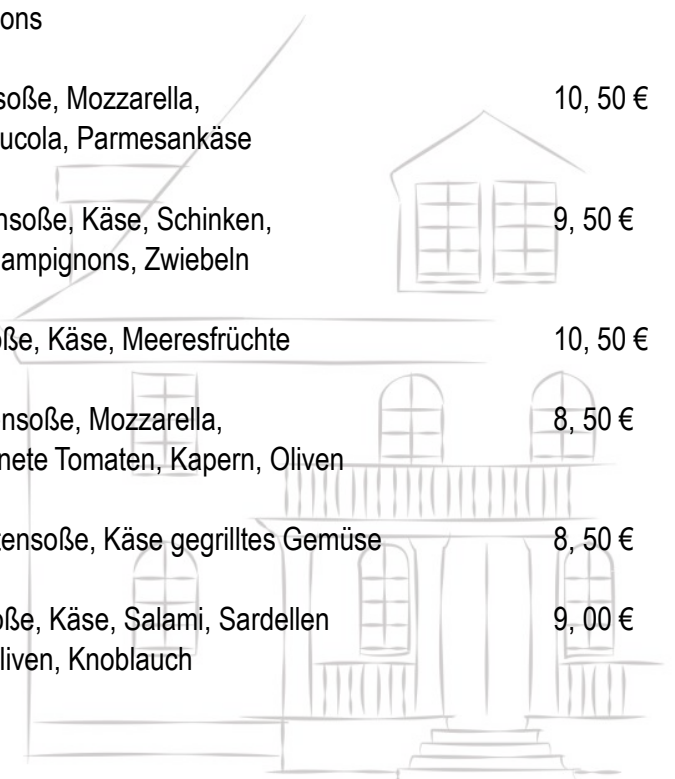 ons
soße, Mozzarella, 10, 50 €
ucola, Parmesankäse
nsoße, Käse, Schinken, 9, 50 €
ampignons, Zwiebeln
oße, Käse, Meeresfrüchte 10, 50 €
ensoße, Mozzarella, 8, 50 €
nete Tomaten, Kapern, Oliven
tensoße, Käse gegrilltes Gemüse 8, 50 €
oße, Käse, Salami, Sardellen 9, 00 €
liven, Knoblauch